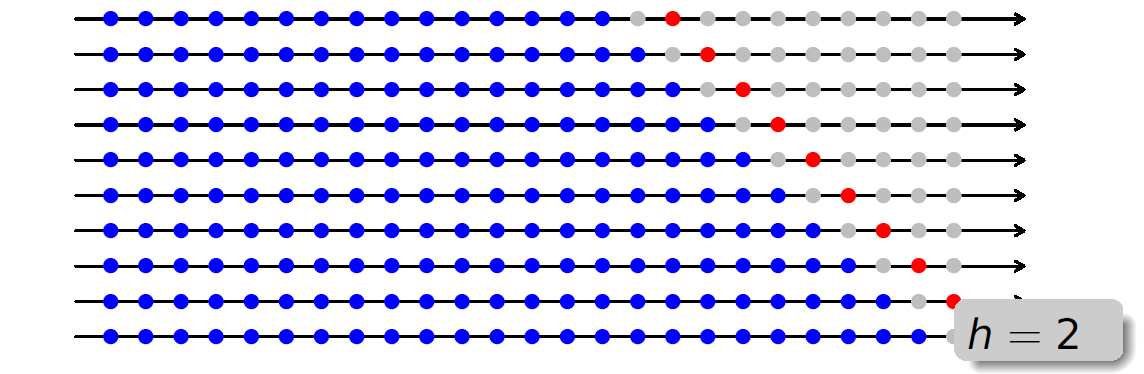 h = 2